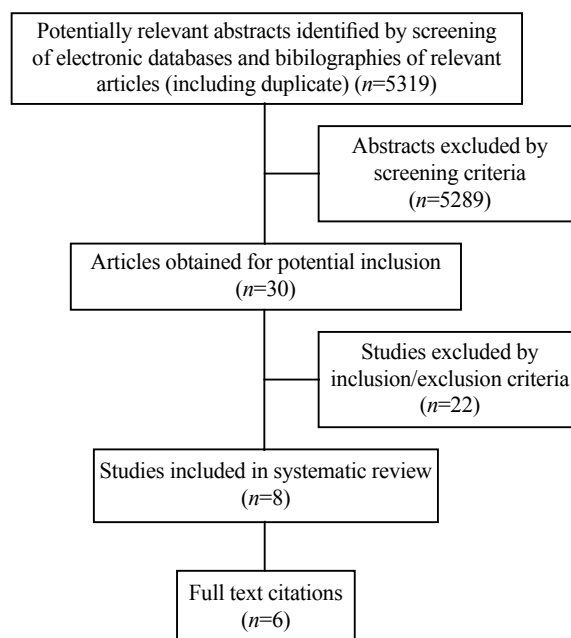 Potentially relevant abstracts identified by screening
of electronic databases and bibilographies of relevant
articles (including duplicate) (n=5319)
Abstracts excluded by
screening criteria
(n=5289)
Articles obtained for potential inclusion
(n=30)
Studies excluded by
inclusion/exclusion criteria
(n=22)
Studies included in systematic review
(n=8)
Full text citations
(n=6)